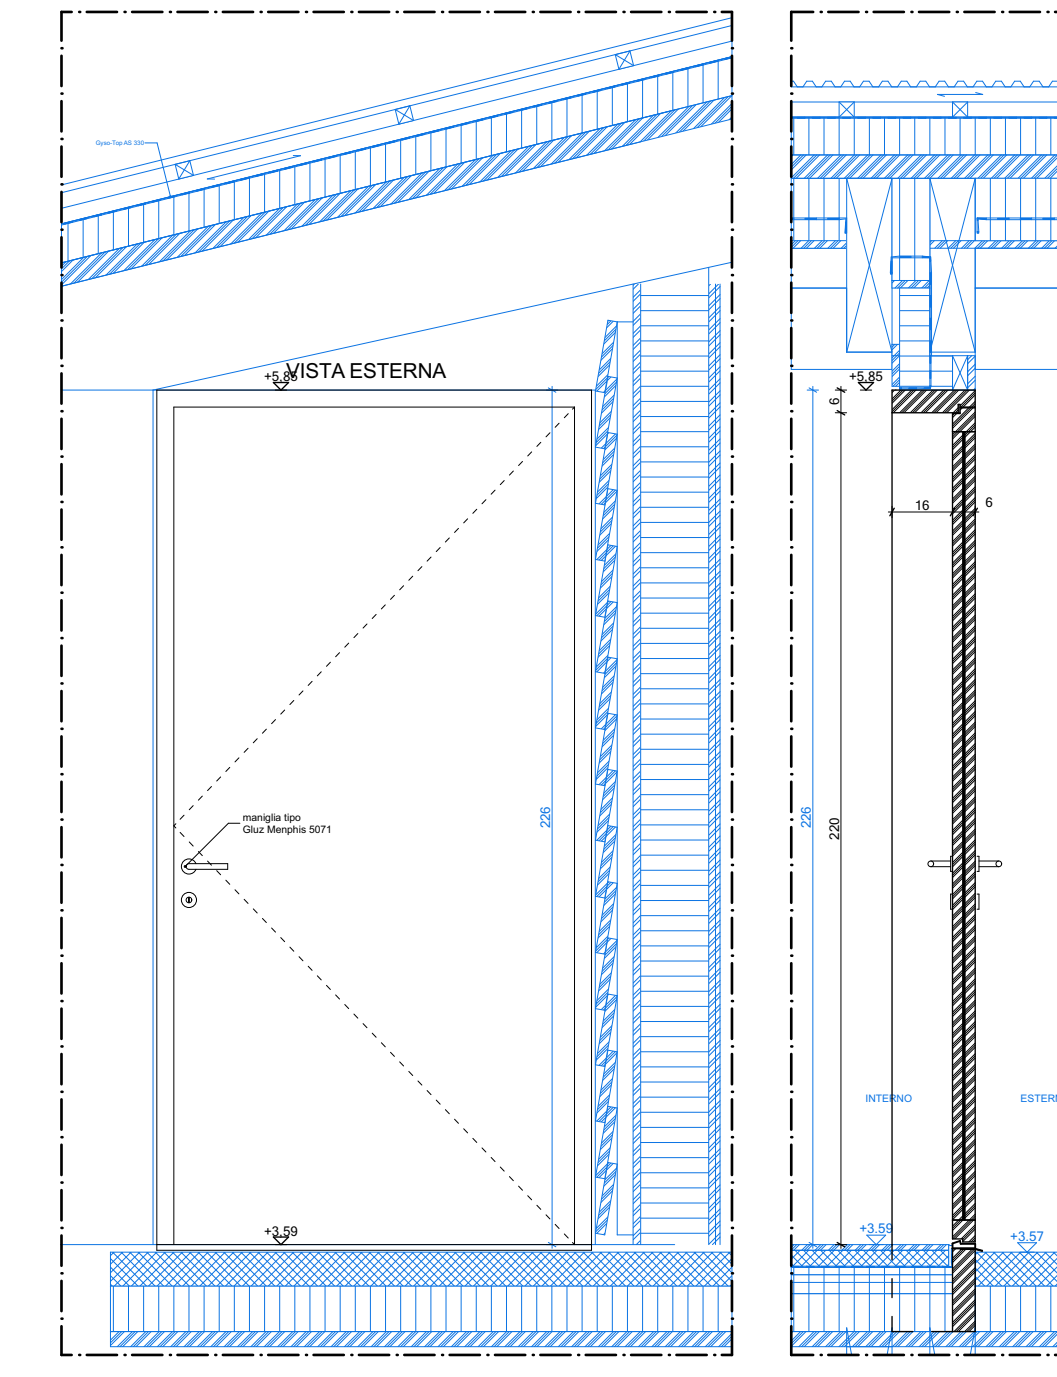 Gyso-Top AS 330
VISTA ESTERNA
+5.85
226
maniglia tipo
Gluz Menphis 5071
+3.59
+5.85
6
16
6
226
220
INTERNO
ESTERN
+3.59
+3.57